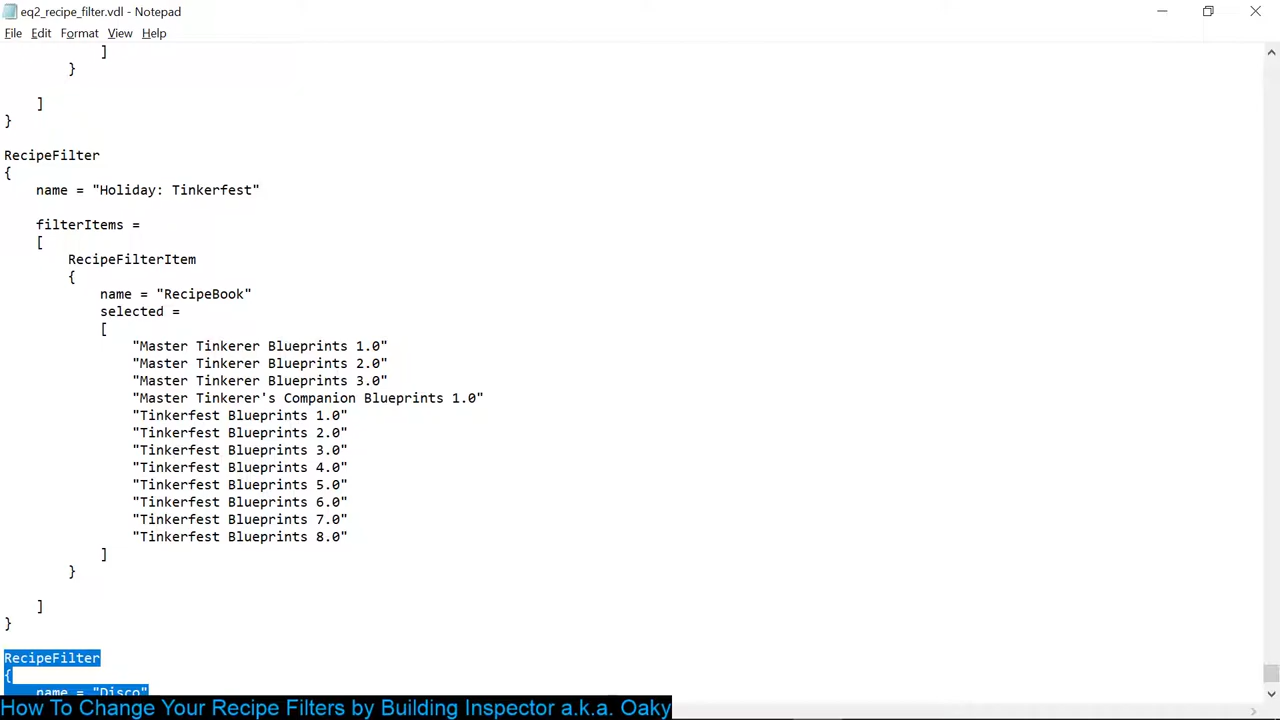 eq2_recipe_filter.vdl - Notepad
File Edit Format View Help
]
}
]
}
RecipeFilter
{
name = "Holiday: Tinkerfest"
filterItems =
[
RecipeFilterItem
{
name = "RecipeBook"
selected =
[
"Master Tinkerer Blueprints 1.0"
"Master Tinkerer Blueprints 2.0"
"Master Tinkerer Blueprints 3.0"
"Master Tinkerer's Companion Blueprints 1.0"
"Tinkerfest Blueprints 1.0"
"Tinkerfest Blueprints 2.0"
"Tinkerfest Blueprints 3.0"
"Tinkerfest Blueprints 4.0"
"Tinkerfest Blueprints 5.0"
"Tinkerfest Blueprints 6.0"
"Tinkerfest Blueprints 7.0"
"Tinkerfest Blueprints 8.0"
]
}
]
}
RecipeFilter
{
name = "Disco"
How To Change Your Recipe Filters by Building Inspector a.k.a. Oaky